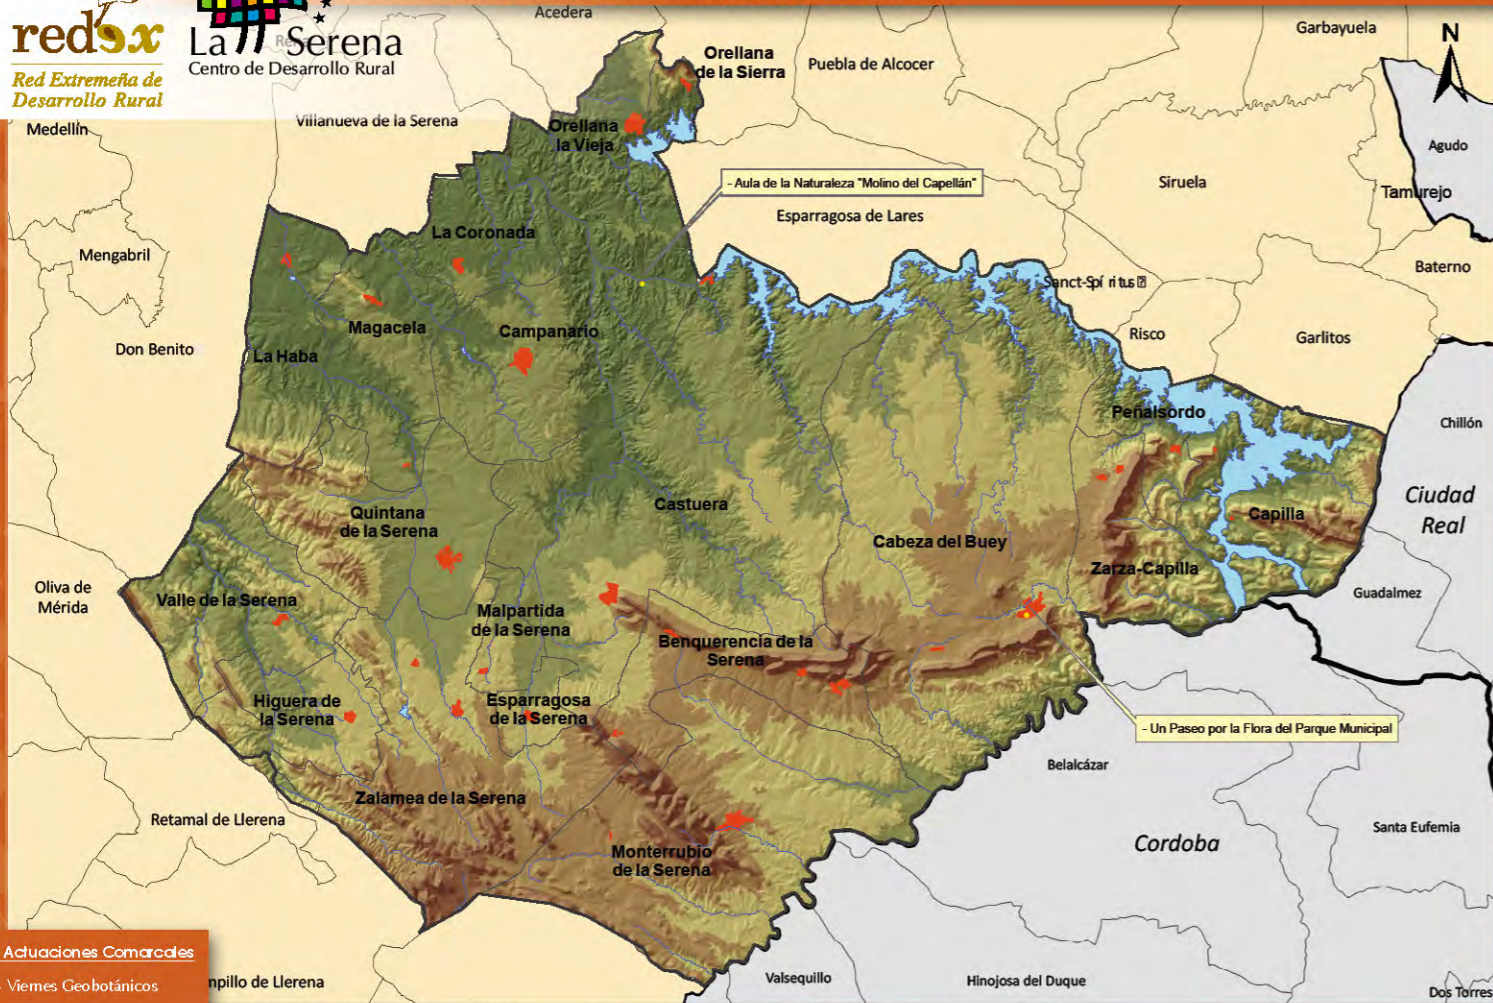 redex
Red Extremeña de
Desarrollo Rural
La Serena
Centro de Desarrollo Rural
Acedera
Garbayuela
N
Orellana
de la Sierra
Puebla de Alcocer
Medellín
Villanueva de la Serena
Orellana
la Vieja
Agudo
- Aula de la Naturaleza "Molino del Capellán"
Siruela
Tamurejo
Esparragosa de Lares
La Coronada
Mengabril
Baterno
Sanct-Spíritus
Magacela
Campanario
Risco
Garlitos
Don Benito
La Haba
Peñalsordo
Chillón
Ciudad
Real
Castuera
Quintana
de la Serena
Capilla
Cabeza del Buey
Zarza-Capilla
Oliva de
Mérida
Valle de la Serena
Guadalmez
Malpartida
de la Serena
Benquerencia de la
Serena
Higuera de
la Serena
Esparragosa
de la Serena
- Un Paseo por la Flora del Parque Municipal
Belalcázar
Zalamea de la Serena
Retamal de Llerena
Santa Eufemia
Cordoba
Monterrubio
de la Serena
Actuaciones Comarcales
- Viernes Geobotánicos
mpillo de Llerena
Valsequillo
Hinojosa del Duque
Dos Torres